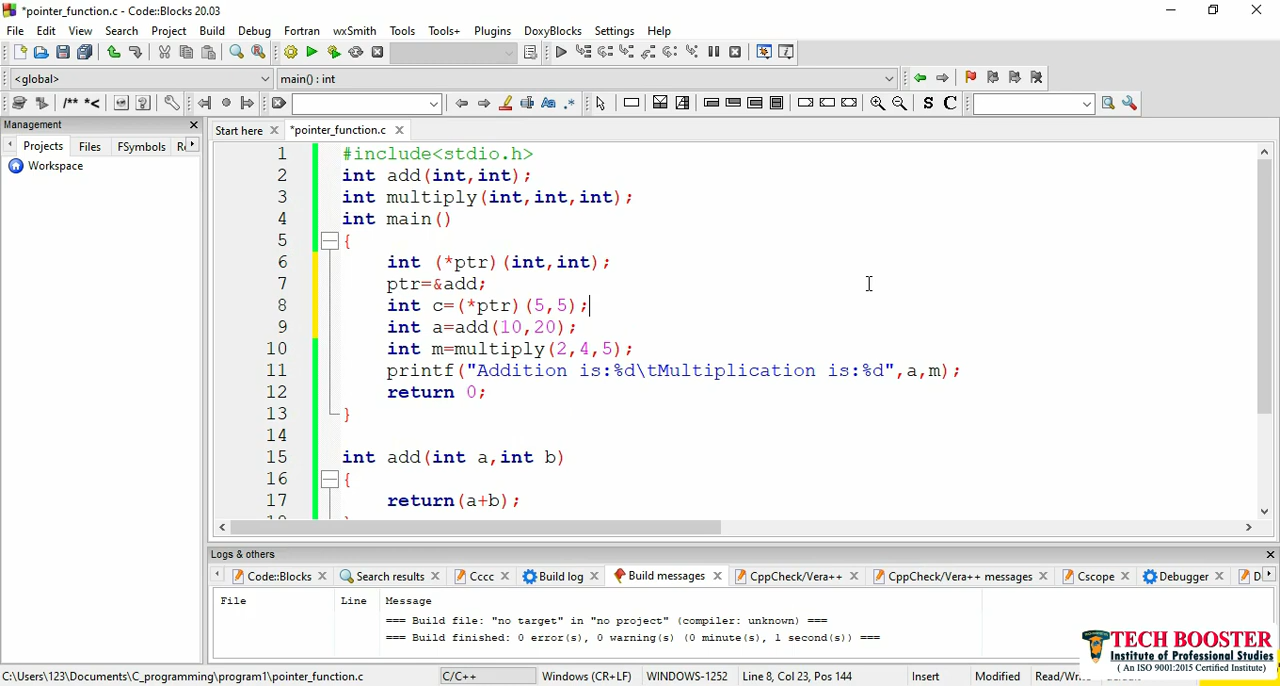 *pointer_function.c - Code::Blocks 20.03
File Edit View Search Project Build Debug Fortran wxSmith Tools Tools+ Plugins DoxyBlocks Settings Help
<global> main() : int
/** *< S C
Management
Projects Files FSymbols
Workspace
Start here *pointer_function.c
1 #include<stdio.h>
2 int add(int,int);
3 int multiply(int,int,int);
4 int main()
5 {
6 int (*ptr)(int,int);
7 ptr=&add;
8 int c=(*ptr)(5,5);
9 int a=add(10,20);
10 int m=multiply(2,4,5);
11 printf("Addition is:%d\tMultiplication is:%d",a,m);
12 return 0;
13 }
14
15 int add(int a,int b)
16 {
17 return(a+b);
Logs & others
Code::Blocks Search results Cccc Build log Build messages CppCheck/Vera++ CppCheck/Vera++ messages Cscope Debugger D
File Line Message
=== Build file: "no target" in "no project" (compiler: unknown) ===
=== Build finished: 0 error(s), 0 warning(s) (0 minute(s), 1 second(s)) ===
TECH BOOSTER
Institute of Professional Studies
( An ISO 9001:2015 Certified Institute)
C:\Users\123\Documents\C_programming\program1\pointer_function.c C/C++ Windows (CR+LF) WINDOWS-1252 Line 8, Col 23, Pos 144 Insert Modified